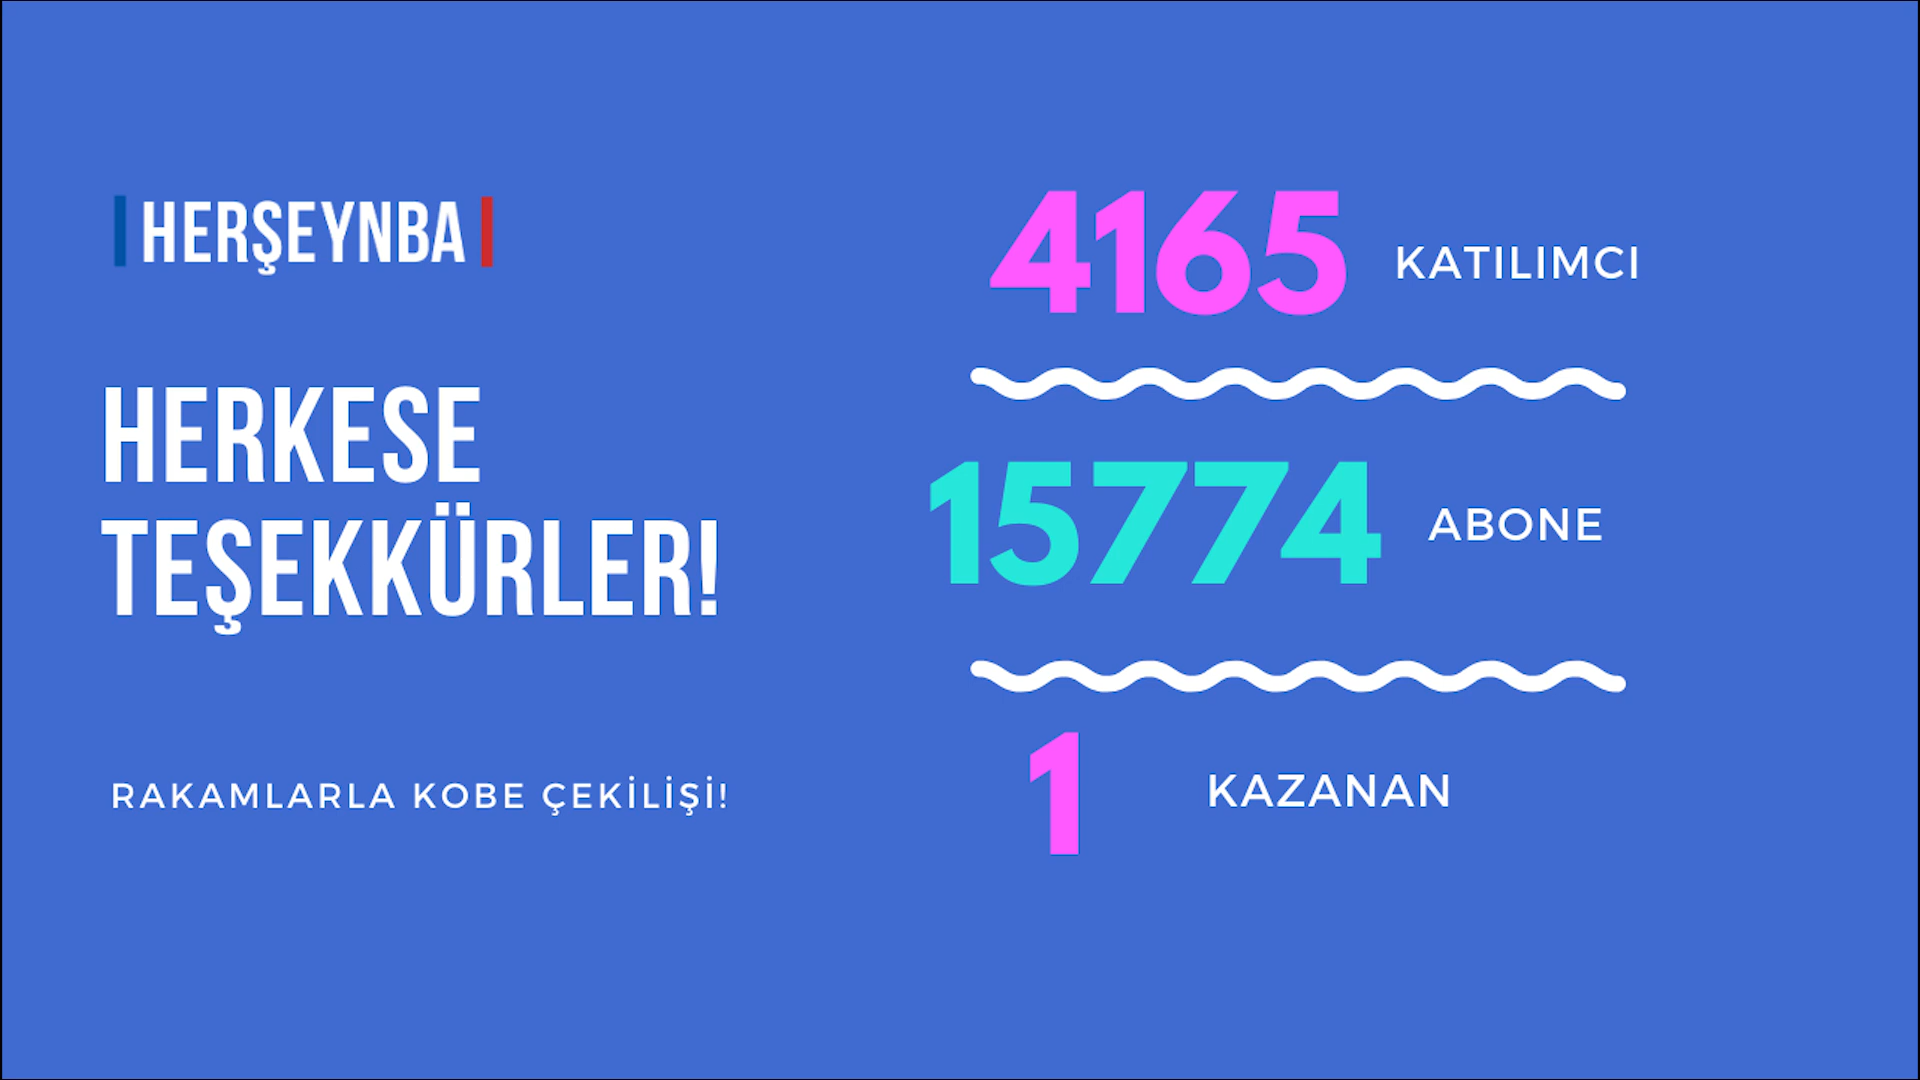 HERŞEYNBA
HERKESE
TEŞEKKÜRLER!
RAKAMLARLA KOBE ÇEKİLİŞİ!
4165 KATILIMCI
15774 ABONE
1 KAZANAN